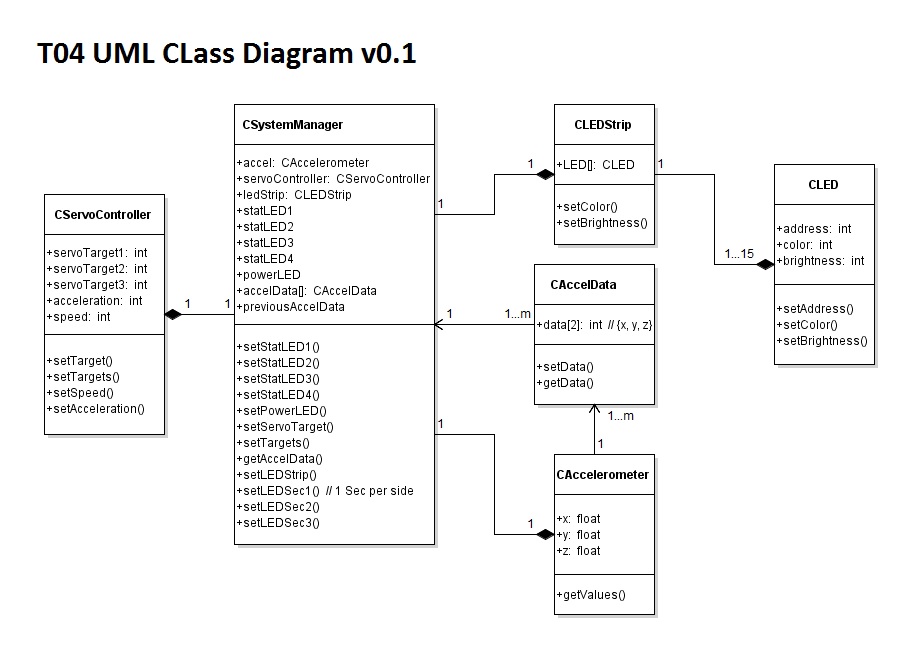 T04 UML CLass Diagram v0.1
CServoController
+servoTarget1: int
+servoTarget2: int
+servoTarget3: int
+acceleration: int
+speed: int
+setTarget()
+setTargets()
+setSpeed()
+setAcceleration()
1
1
CSystemManager
+accel: CAccelerometer
+servoController: CServoController
+ledStrip: CLEDStrip
+statLED1
+statLED2
+statLED3
+statLED4
+powerLED
+accelData[]: CAccelData
+previousAccelData
+setStatLED1()
+setStatLED2()
+setStatLED3()
+setStatLED4()
+setPowerLED()
+setServoTarget()
+setTargets()
+getAccelData()
+setLEDStrip()
+setLEDSec1() // 1 Sec per side
+setLEDSec2()
+setLEDSec3()
1
1
CLEDStrip
+LED[]: CLED
+setColor()
+setBrightness()
1
1...15
CLED
+address: int
+color: int
+brightness: int
+setAddress()
+setColor()
+setBrightness()
1
1...m
CAccelData
+data[2]: int // {x, y, z}
+setData()
+getData()
1...m
1
1
1
CAccelerometer
+x: float
+y: float
+z: float
+getValues()